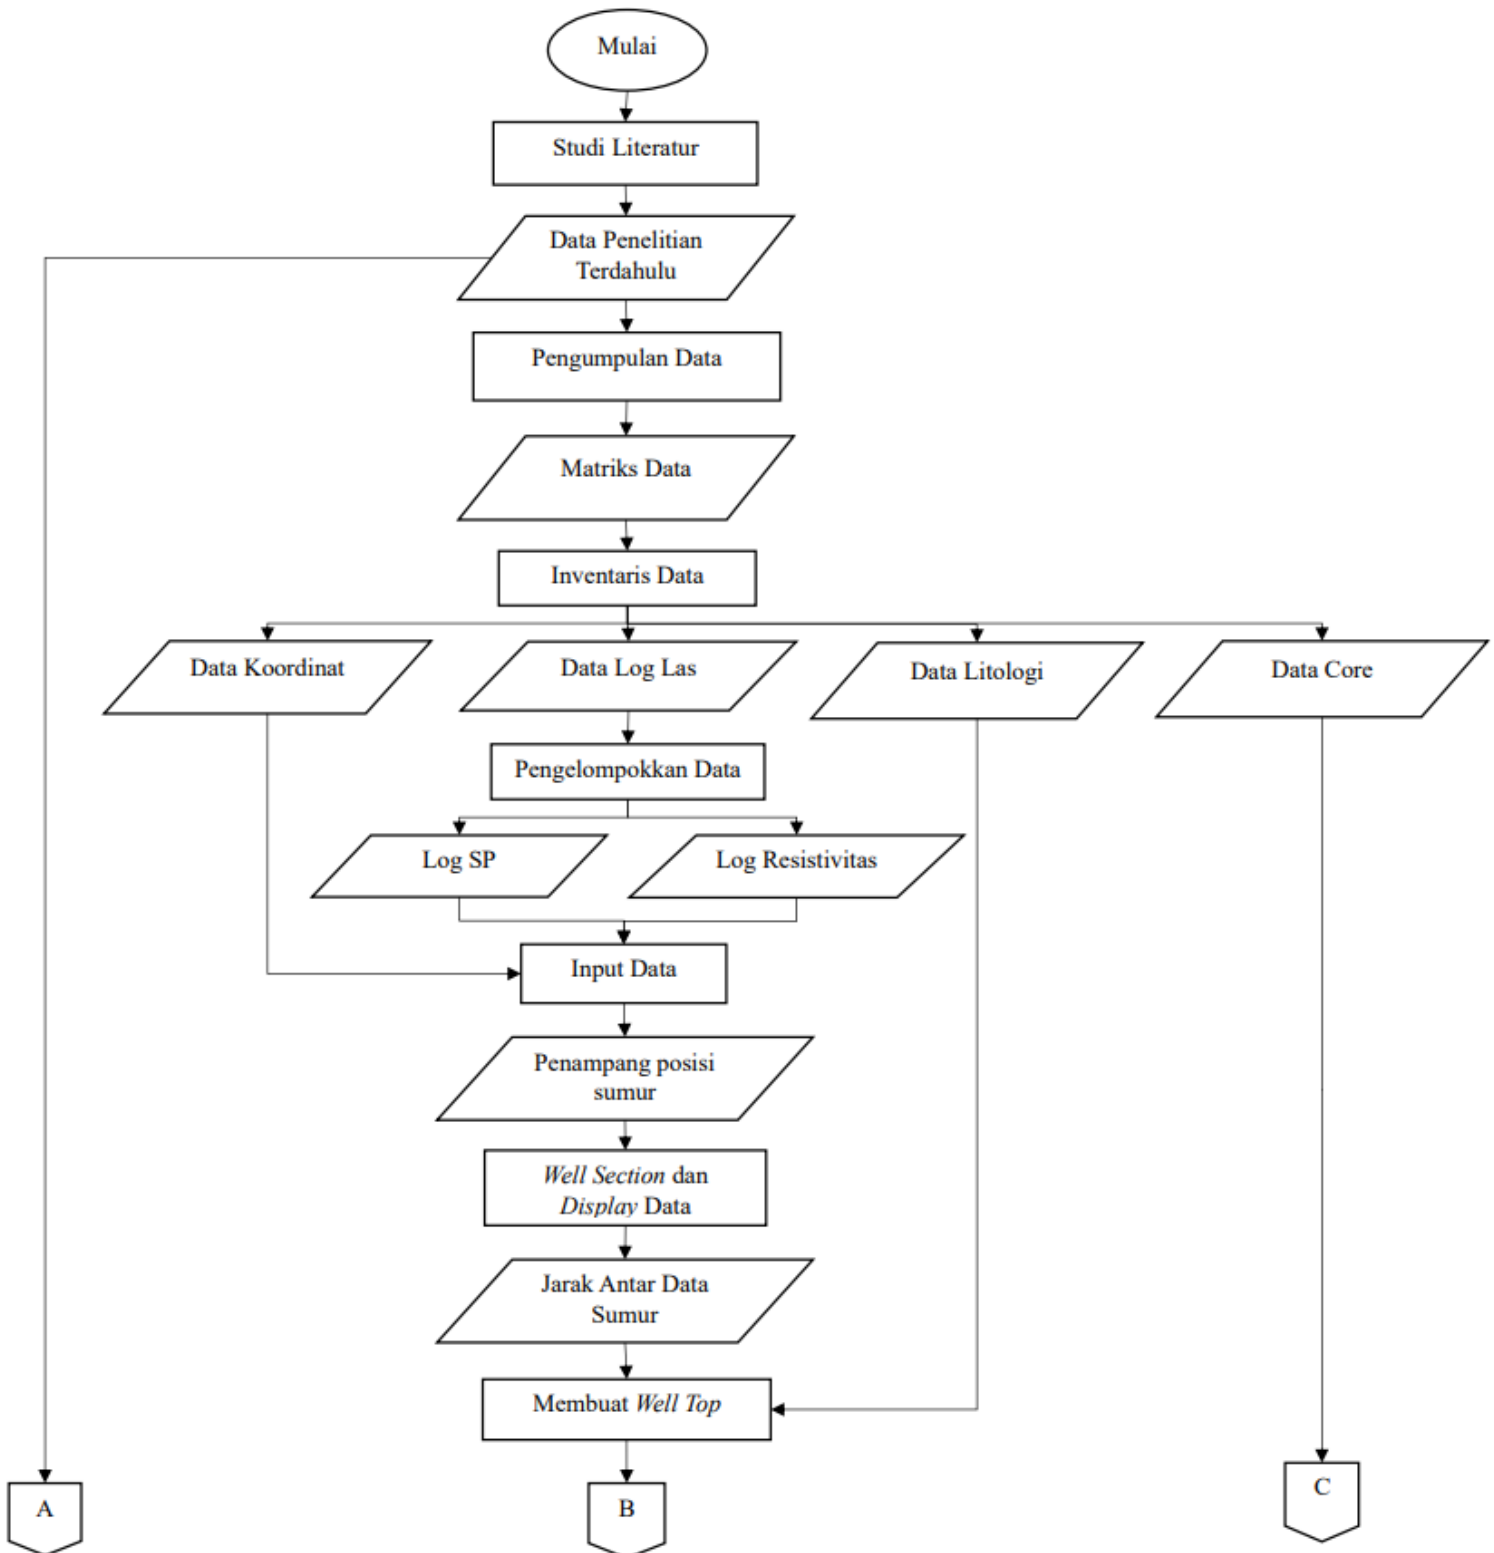 Mulai
Studi Literatur
Data Penelitian
Terdahulu
Pengumpulan Data
Matriks Data
Inventaris Data
Data Koordinat
Data Log Las
Data Litologi
Data Core
Pengelompokkan Data
Log SP
Log Resistivitas
Input Data
Penampang posisi
sumur
Well Section dan
Display Data
Jarak Antar Data
Sumur
Membuat Well Top
A
B
C